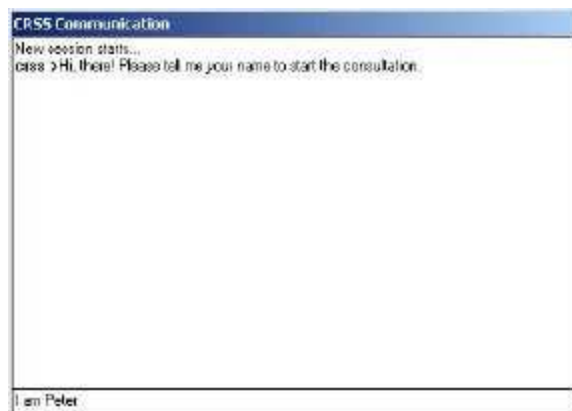 CRSS Communication
New session starts...
crss >Hi, there! Please tell me your name to start the consultation.
I am Peter